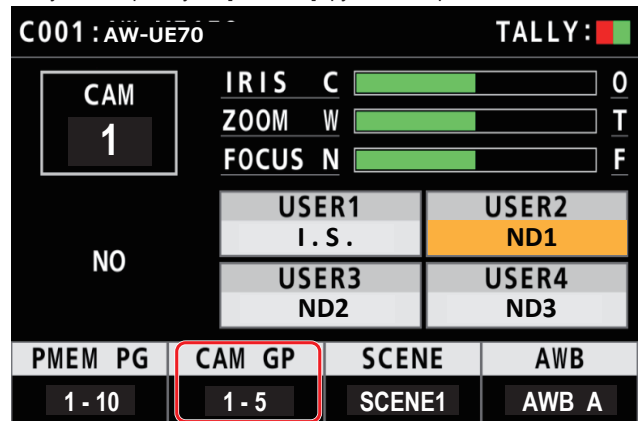 C001:AW-UE70 TALLY:
CAM
1
IRIS C O
ZOOM W T
FOCUS N F
USER1 USER2
I.S. ND1
NO
USER3 USER4
ND2 ND3
PMEM PG CAM GP SCENE AWB
1 - 10 1 - 5 SCENE1 AWB A